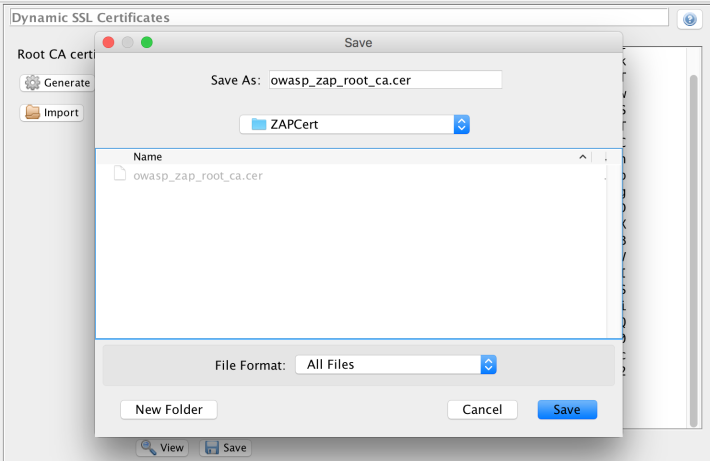 Dynamic SSL Certificates
Save
Root CA certi
Save As: owasp_zap_root_ca.cer
Generate
ZAPCert
Import
Name
owasp_zap_root_ca.cer
File Format: All Files
New Folder Cancel Save
View Save